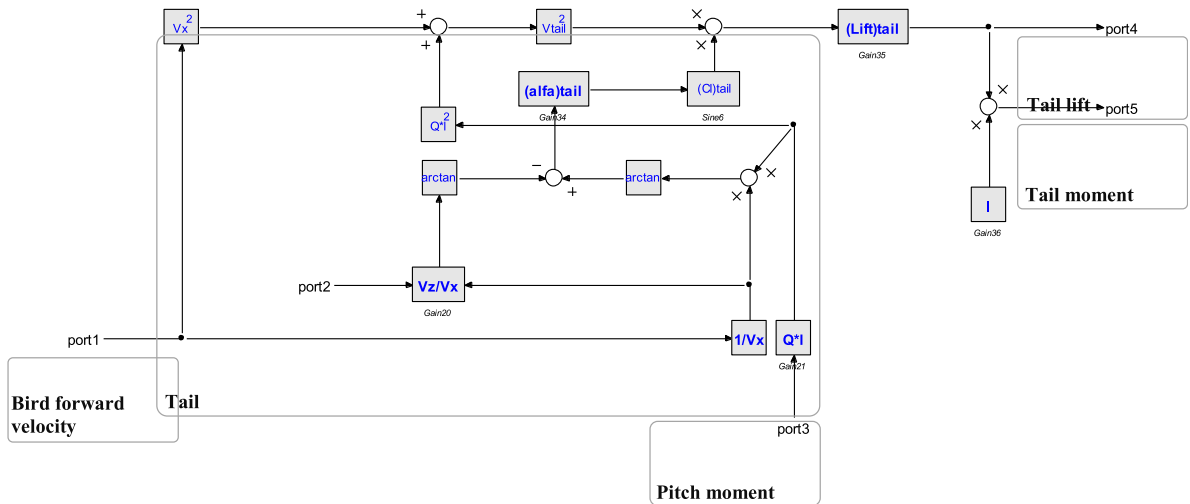 Vx²
+
+
Vtail²
×
×
(Lift)tail
Gain35
port4
(alfa)tail
Gain34
(Cl)tail
Sine6
×
×
Tail lift
port5
Q*l²
arctan
−
+
arctan
×
×
l
Gain36
Tail moment
port2
Vz/Vx
Gain20
port1
1/Vx
Q*l
Gain21
Bird forward
velocity
Tail
port3
Pitch moment